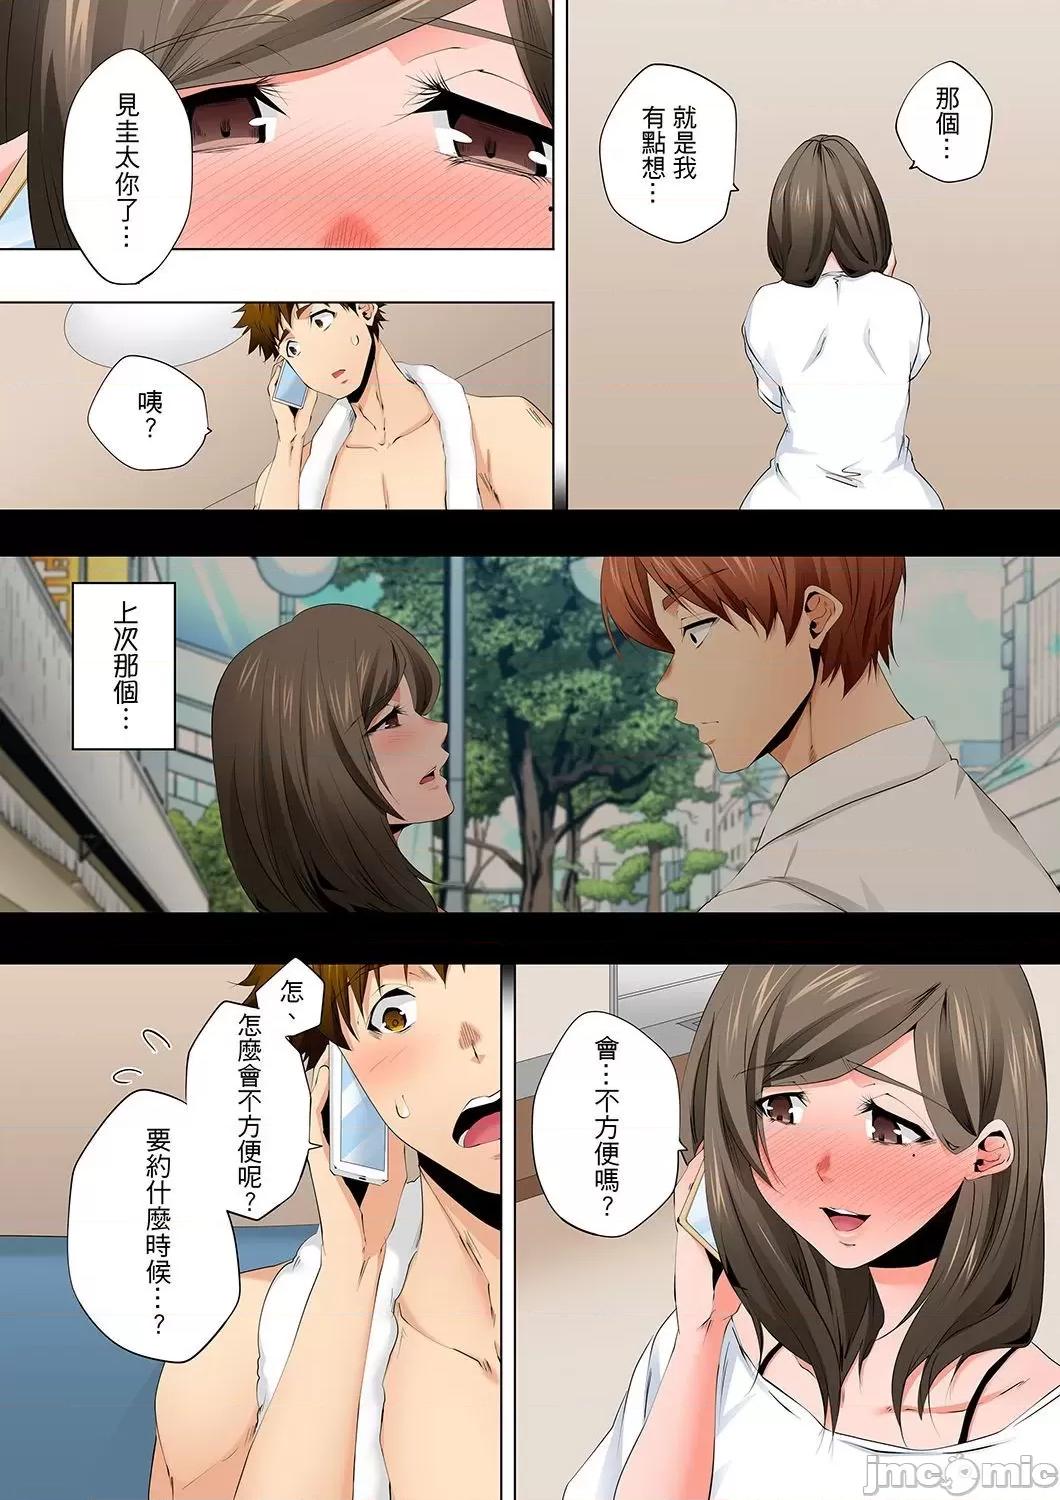 那個…
就是我
有點想…
見圭太你了…
咦？
上次那個…
會…不方便嗎？
怎、
怎麼會不方便呢？
要約什麼時候…？
jmcomic